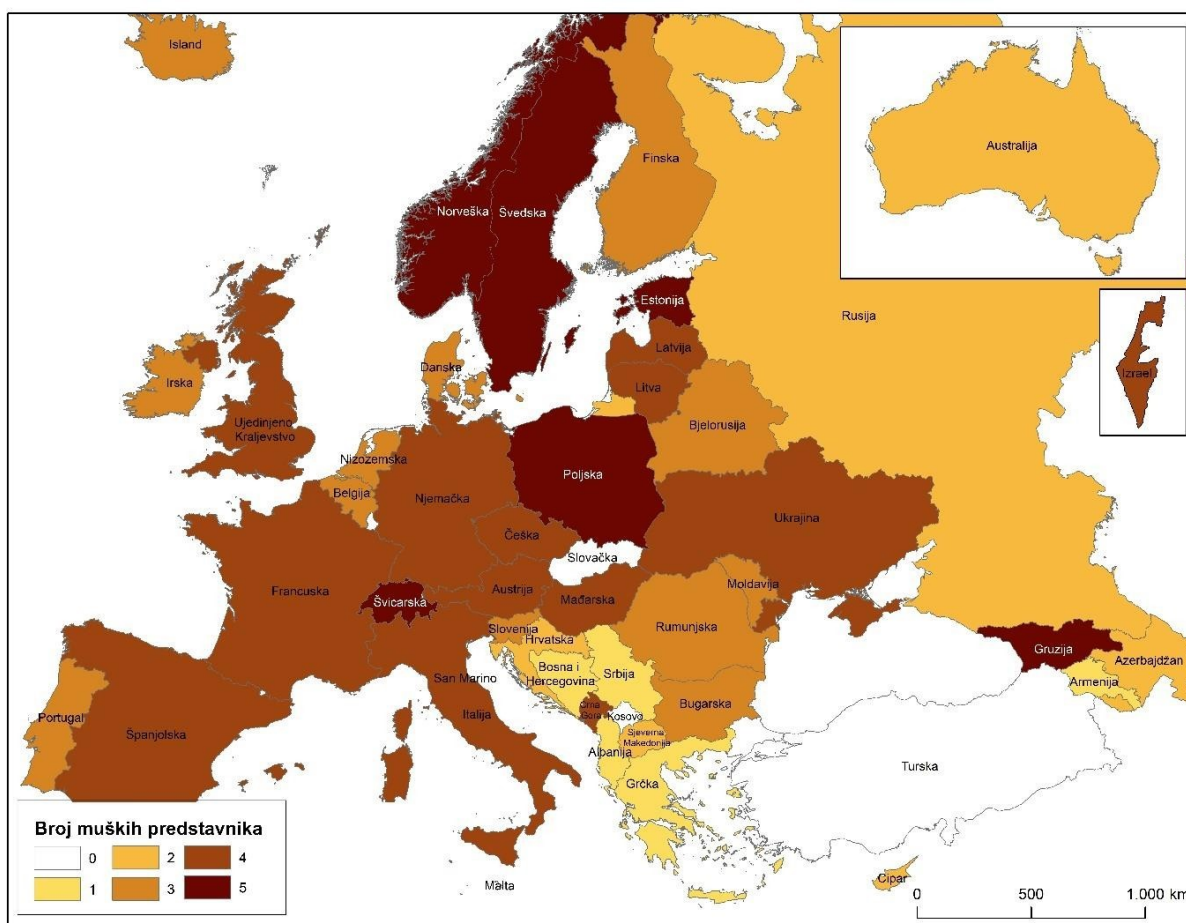 Island
Finska
Norveška
Švedska
Australija
Estonija
Rusija
Latvija
Izrael
Danska
Litva
Irska
Ujedinjeno
Kraljevstvo
Bjelorusija
Nizozemska
Poljska
Belgija
Njemačka
Ukrajina
Češka
Slovačka
Francuska
Švicarska
Austrija
Mađarska
Moldavija
Slovenija
Hrvatska
Rumunjska
Gruzija
Azerbajdžan
Bosna i
Hercegovina
Srbija
San Marino
Armenija
Crna
Gora
Kosovo
Bugarska
Portugal
Španjolska
Italija
Sjeverna
Makedonija
Albanija
Grčka
Turska
Malta
Cipar
Broj muških predstavnika
0 2 4
1 3 5
0 500 1.000 km